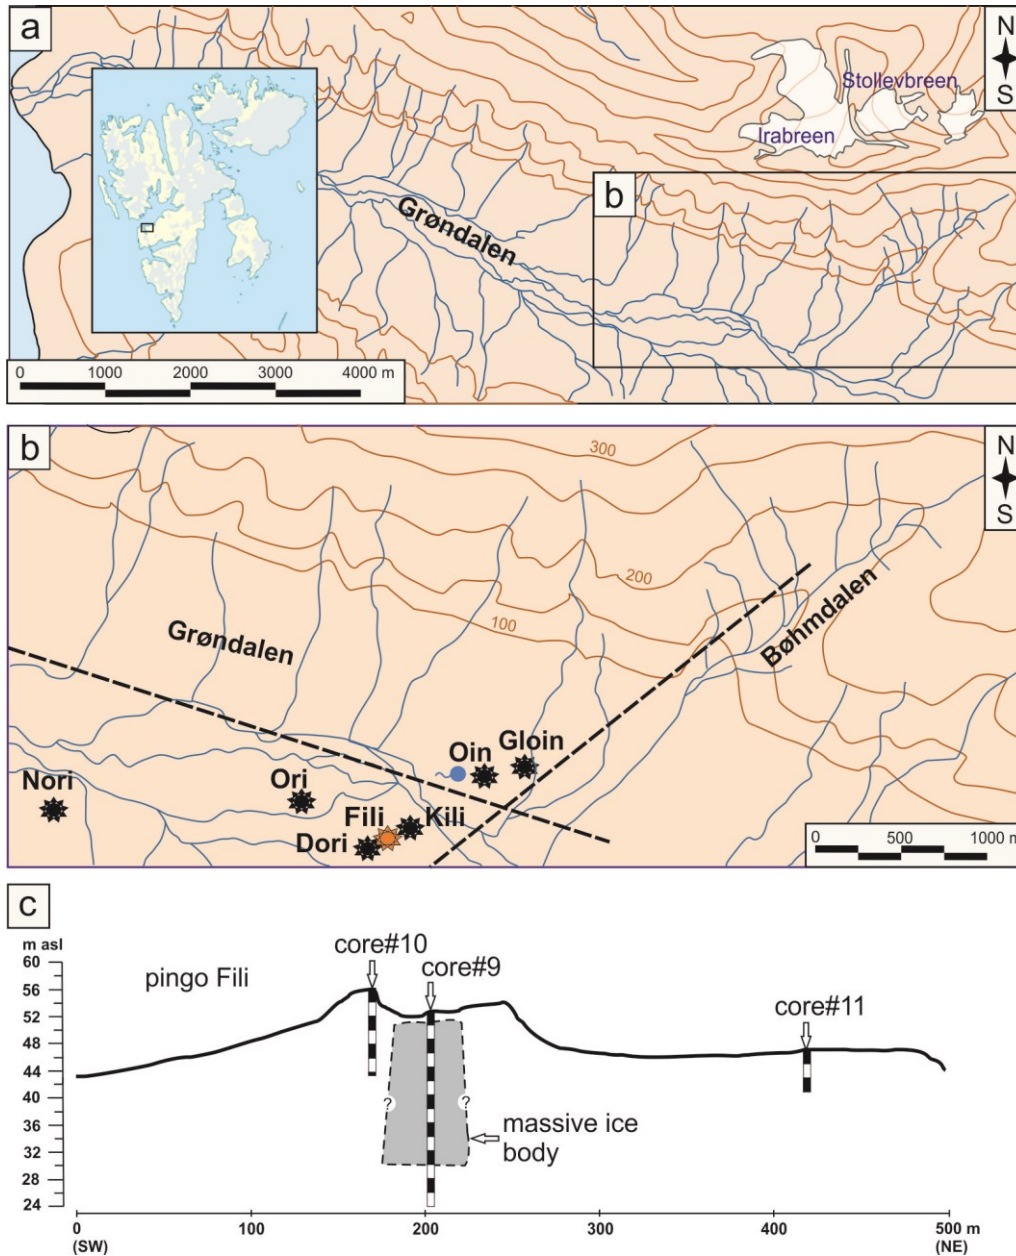 a
N
S
Stollevbreen
Irabreen
b
Grøndalen
0 1000 2000 3000 4000 m
b
N
S
300
200
100
Grøndalen
Bøhmdalen
Oin Gloin
Nori
Ori
Fili Kili
Dori
0 500 1000 m
c
m asl
core#10
60
pingo Fili
core#9
56
52
core#11
48
44
40
? ?
36
massive ice
body
32
28
24
0 100 200 300 400 500 m
(SW) (NE)